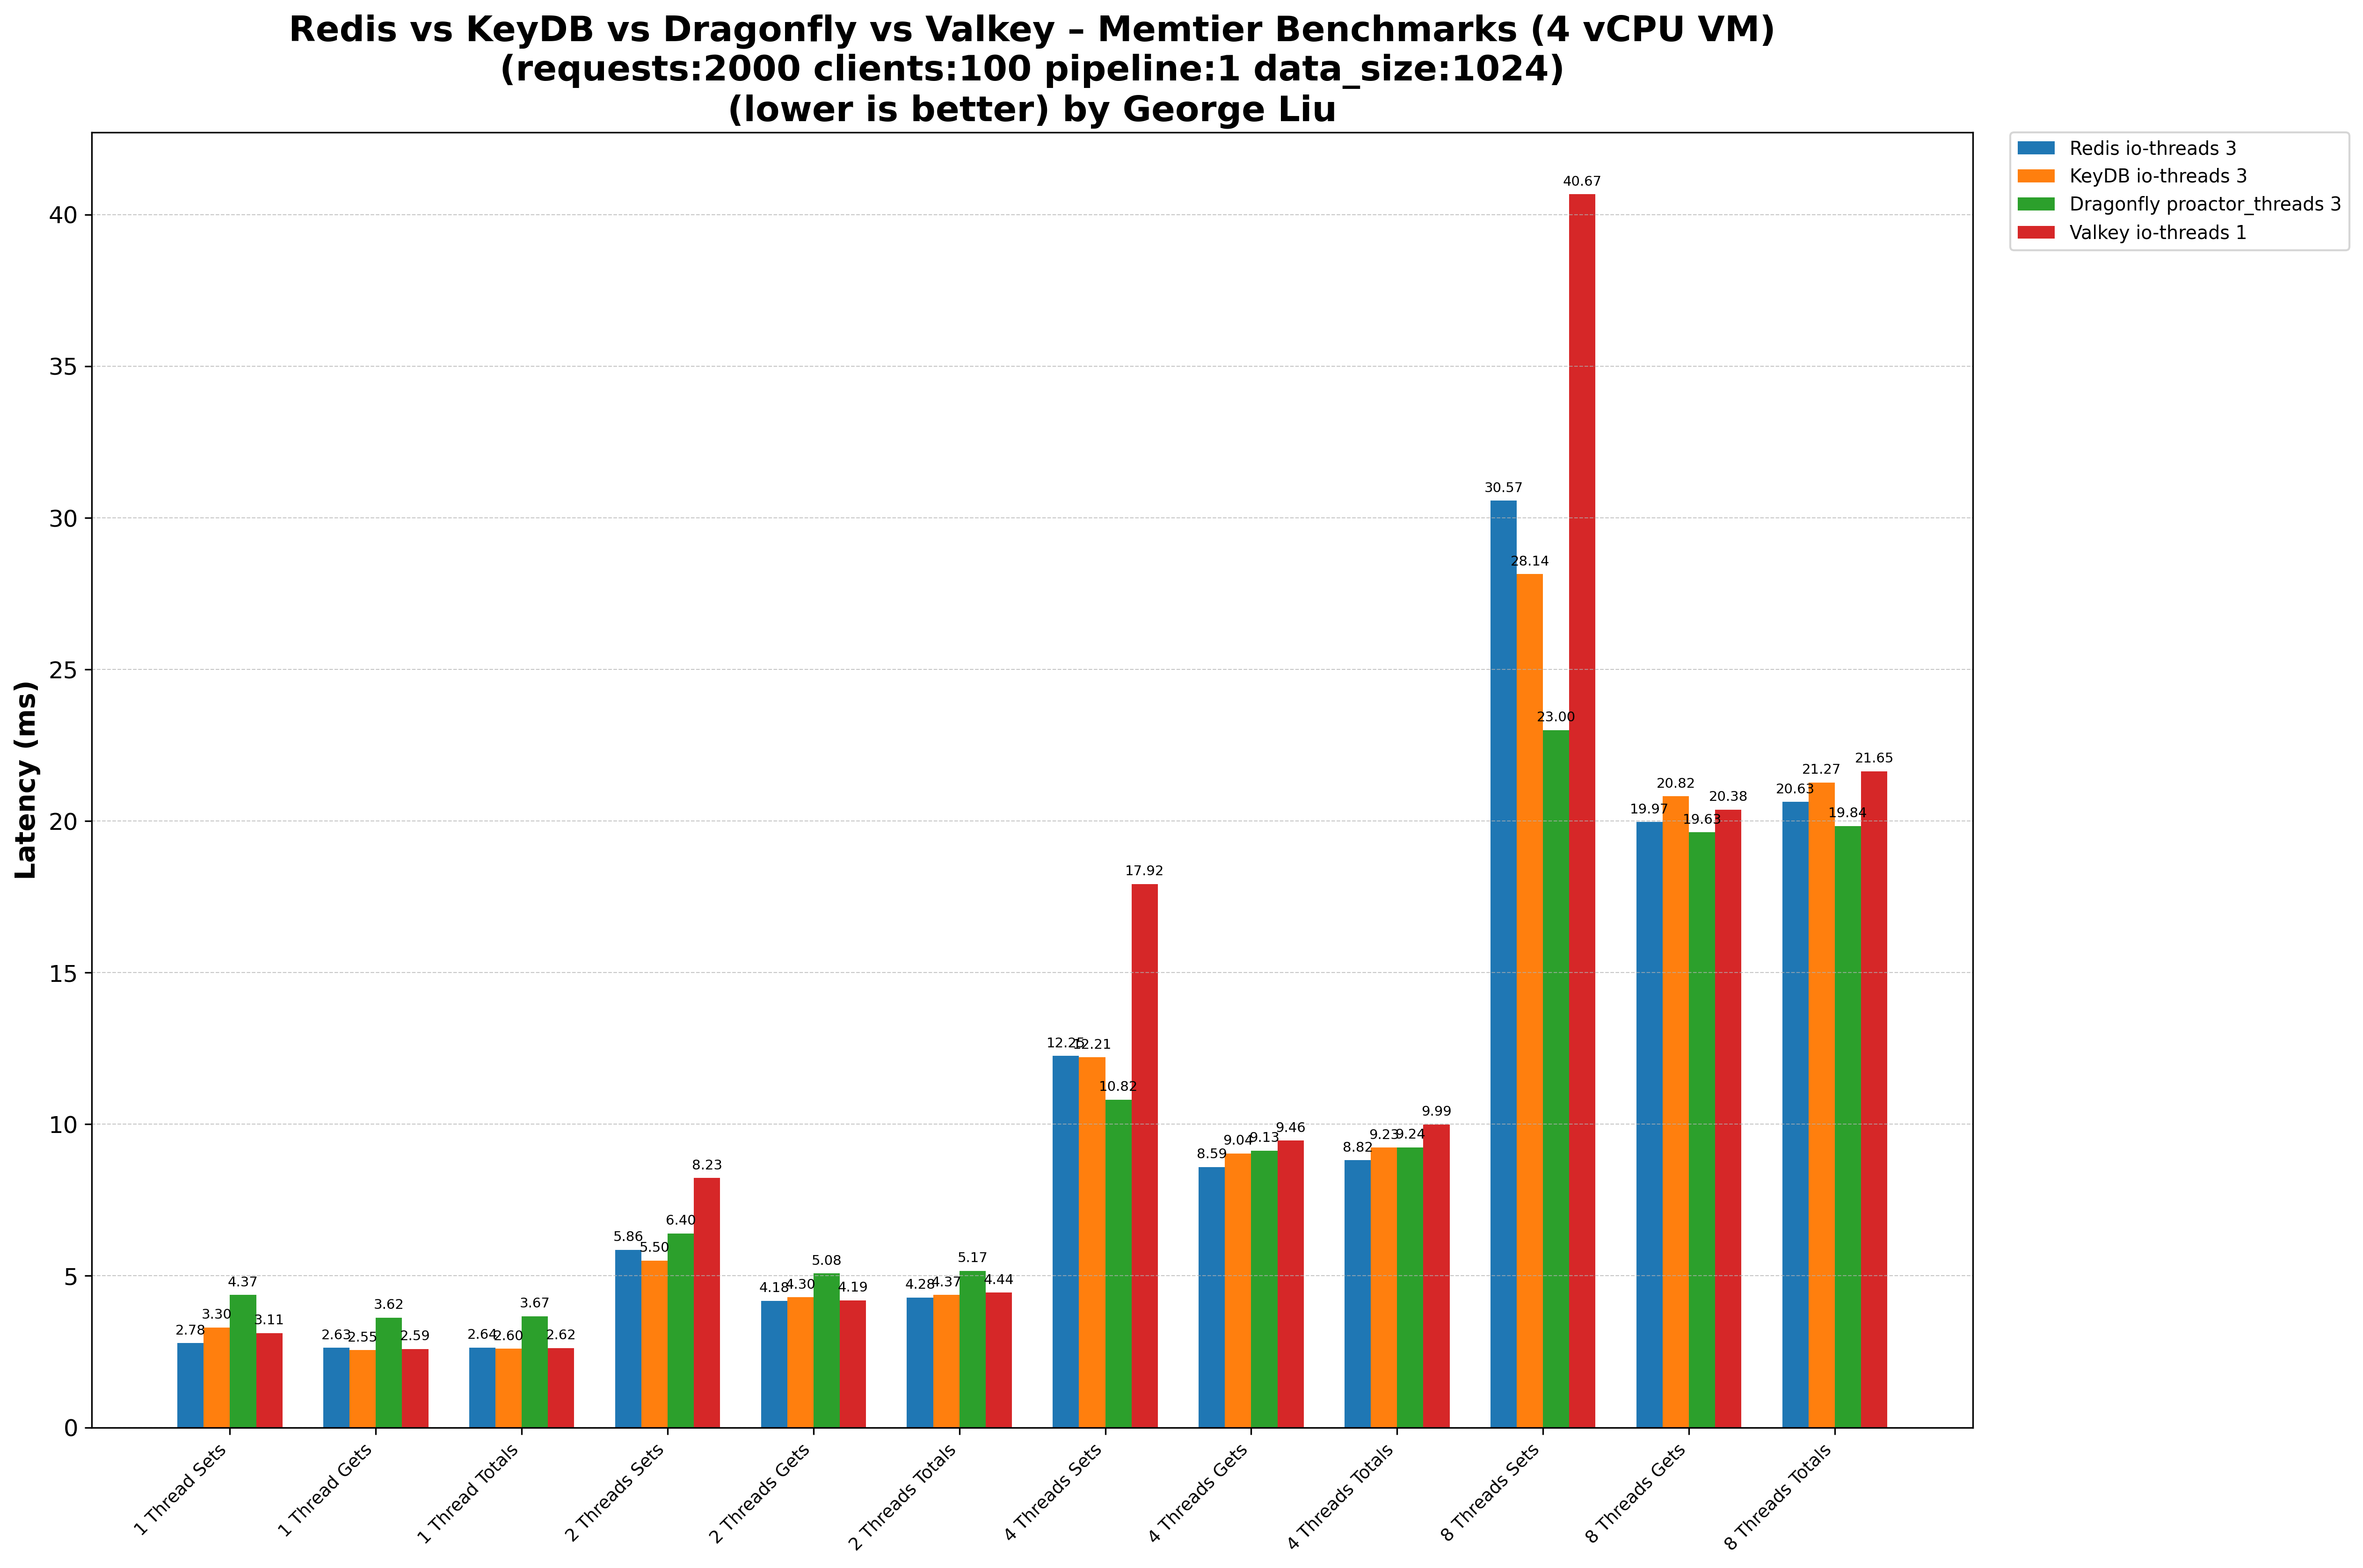 Redis vs KeyDB vs Dragonfly vs Valkey – Memtier Benchmarks (4 vCPU VM)
(requests:2000 clients:100 pipeline:1 data_size:1024)
(lower is better) by George Liu
Redis io-threads 3
KeyDB io-threads 3
Dragonfly proactor_threads 3
Valkey io-threads 1
Latency (ms)
40
35
30
25
20
15
10
5
0
2.78
3.30
4.37
3.11
2.63
2.55
3.62
2.59
2.64
2.60
3.67
2.62
5.86
5.50
6.40
8.23
4.18
4.30
5.08
4.19
4.28
4.37
5.17
4.44
12.25
12.21
10.82
17.92
8.59
9.04
9.13
9.46
8.82
9.23
9.24
9.99
30.57
28.14
23.00
40.67
19.97
20.82
19.63
20.38
20.63
21.27
19.84
21.65
1 Thread Sets
1 Thread Gets
1 Thread Totals
2 Threads Sets
2 Threads Gets
2 Threads Totals
4 Threads Sets
4 Threads Gets
4 Threads Totals
8 Threads Sets
8 Threads Gets
8 Threads Totals